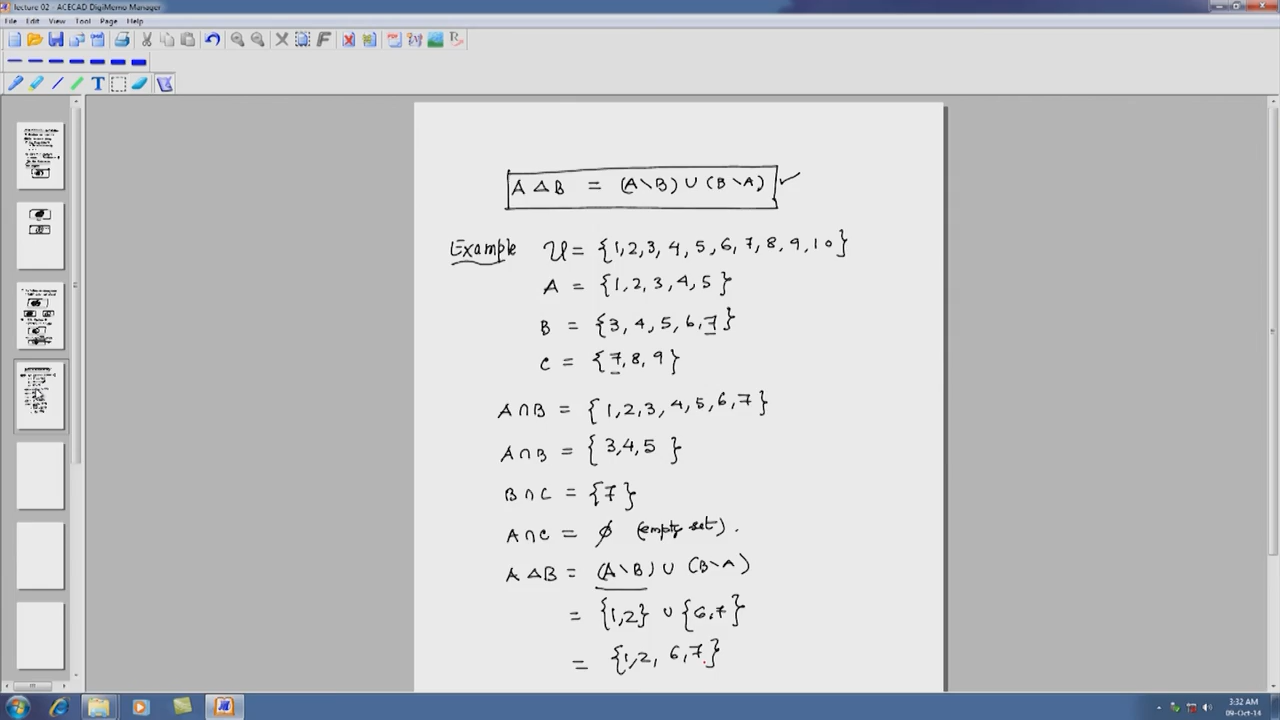 lecture 02 - ACECAD DigiMemo Manager
File Edit View Tool Page Help
A Δ B = (A \ B) ∪ (B \ A) ✓
Example U = {1,2,3,4,5,6,7,8,9,10}
A = {1,2,3,4,5}
B = {3,4,5,6,7}
C = {7,8,9}
A ∩ B = {1,2,3,4,5,6,7}
A ∩ B = {3,4,5}
B ∩ C = {7}
A ∩ C = ϕ (empty set).
A Δ B = (A \ B) ∪ (B \ A)
= {1,2} ∪ {6,7}
= {1,2,6,7}
3:32 AM
09-Oct-14